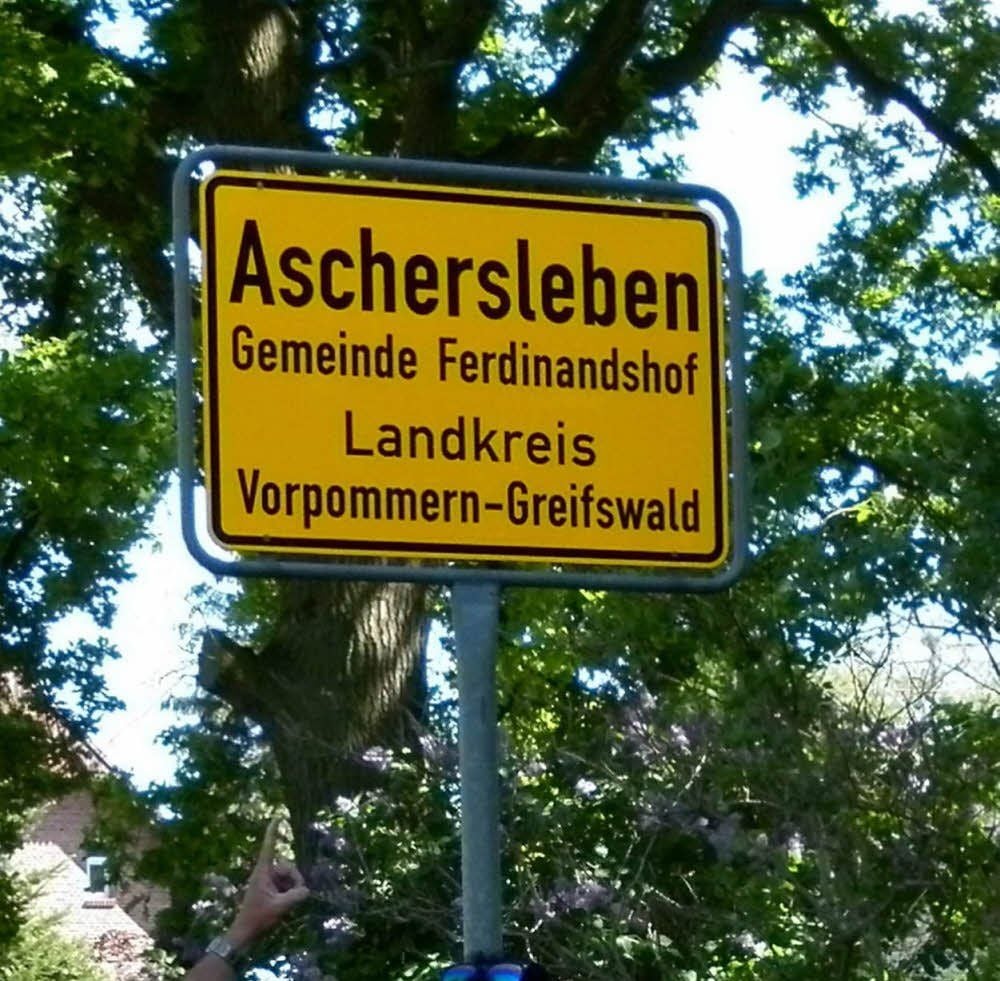 Aschersleben
Gemeinde Ferdinandshof
Landkreis
Vorpommern-Greifswald